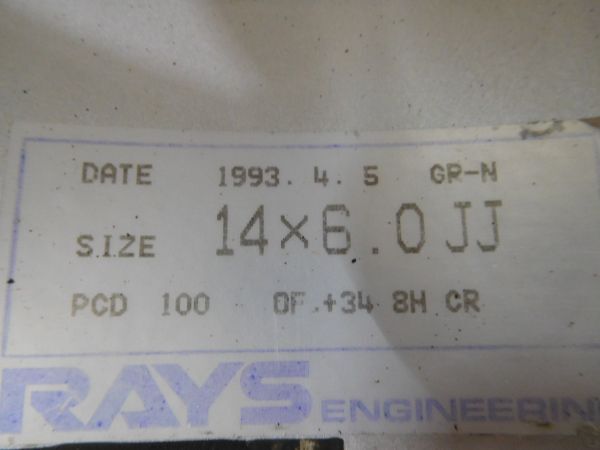 DATE 1993. 4. 5 GR-N
SIZE 14×6.0JJ
PCD 100 OF.+34 8H CR
RAYS ENGINEERIN